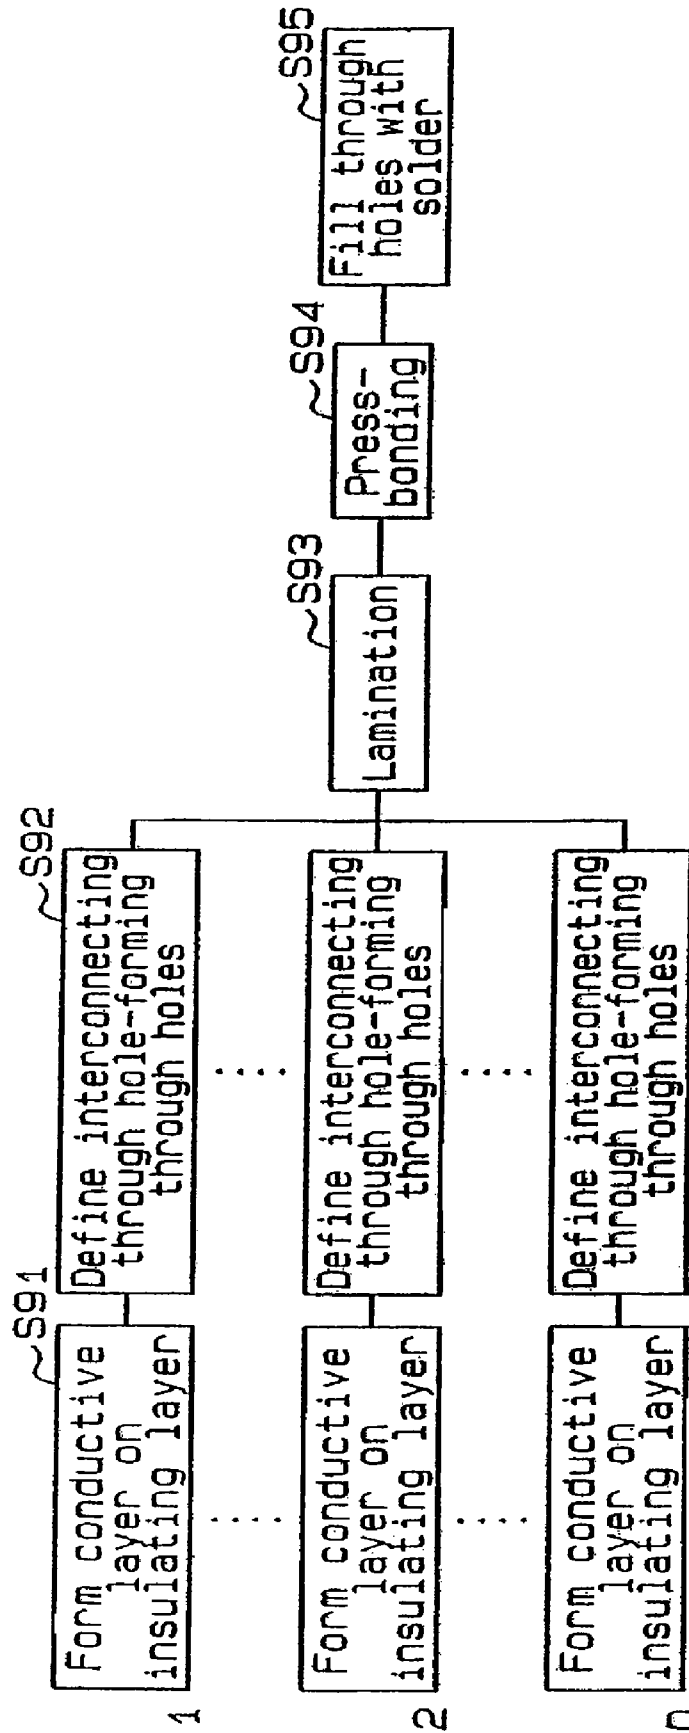 1
S91
Form conductive
layer on
insulating layer
S92
Define interconnecting
through hole-forming
through holes
2
Form conductive
layer on
insulating layer
Define interconnecting
through hole-forming
through holes
n
Form conductive
layer on
insulating layer
Define interconnecting
through hole-forming
through holes
S93
Lamination
S94
Press-
bonding
S95
Fill through
holes with
solder